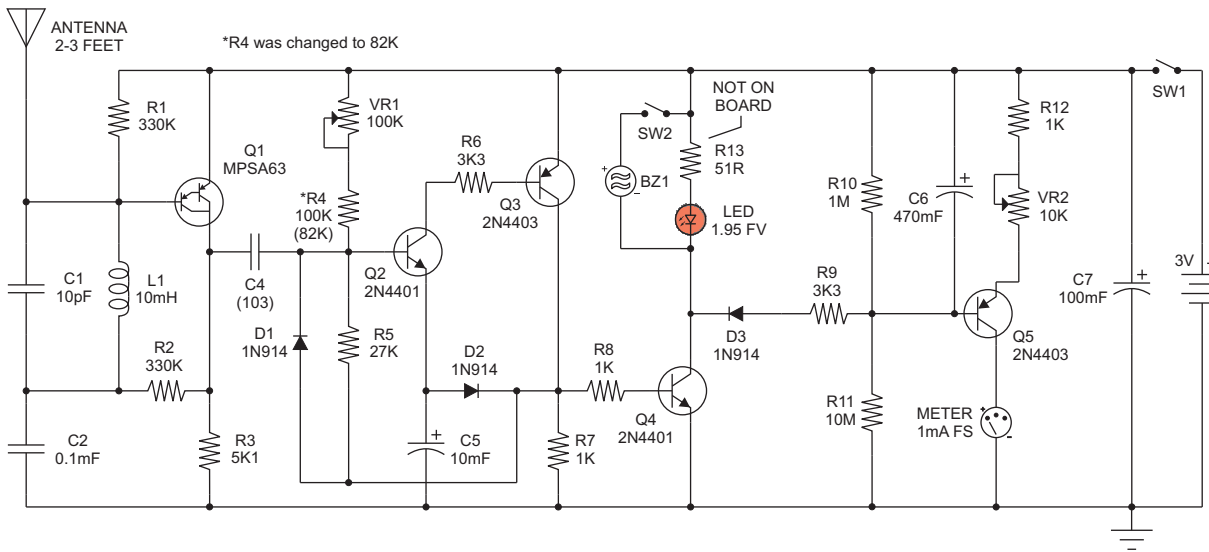 ANTENNA
2-3 FEET
*R4 was changed to 82K
R1
330K
Q1
MPSA63
VR1
100K
*R4
100K
(82K)
R6
3K3
Q3
2N4403
SW2
BZ1
+
-
NOT ON
BOARD
R13
51R
LED
1.95 FV
R10
1M
C6
470mF
+
R12
1K
VR2
10K
SW1
3V
+
C7
100mF
+
C1
10pF
L1
10mH
C4
(103)
Q2
2N4401
R9
3K3
D3
1N914
Q5
2N4403
R2
330K
D1
1N914
R5
27K
D2
1N914
R8
1K
Q4
2N4401
R11
10M
METER
1mA FS
+
-
C2
0.1mF
R3
5K1
C5
10mF
+
R7
1K